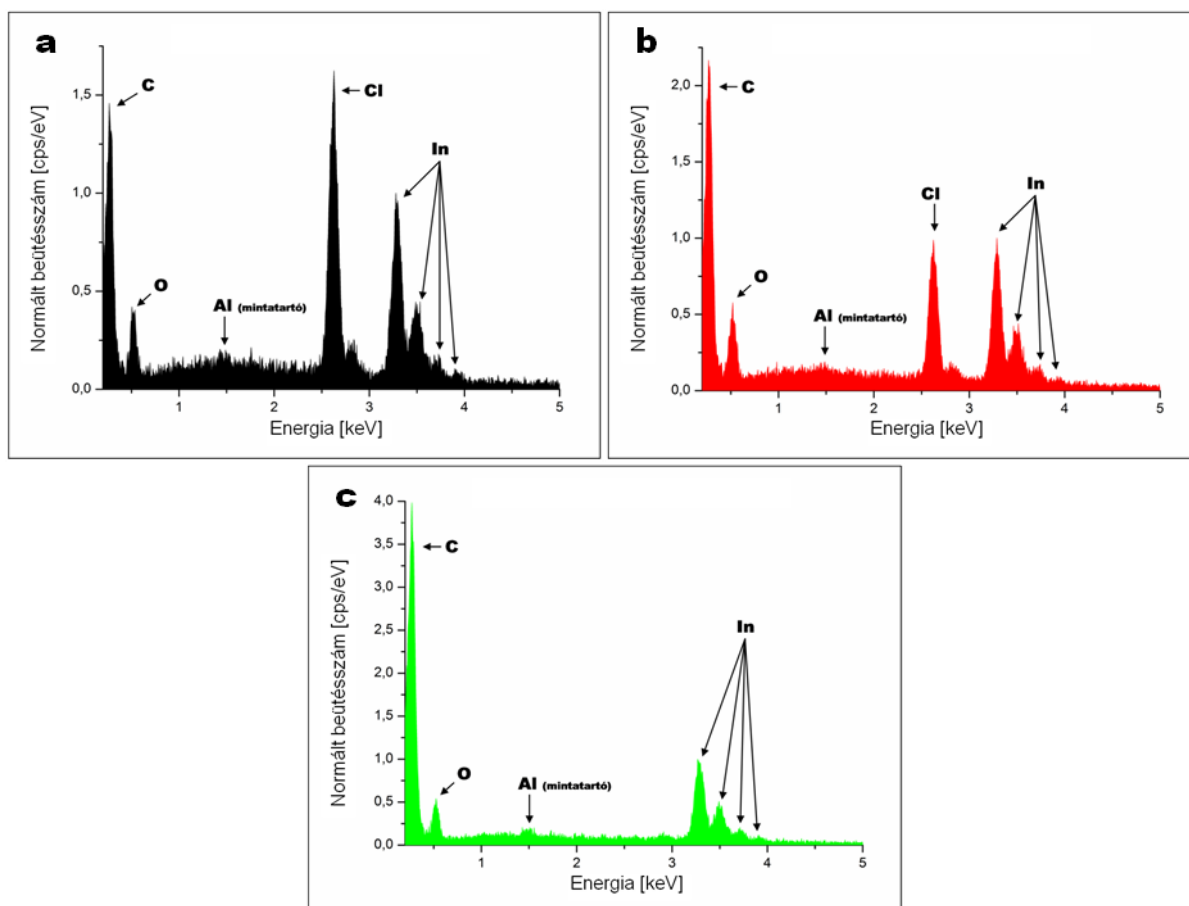 a
C
O
Al (mintatartó)
Cl
In
Normált beütésszám [cps/eV]
1,5
1,0
0,5
0,0
1 2 3 4 5
Energia [keV]
b
C
O
Al (mintatartó)
Cl
In
Normált beütésszám [cps/eV]
2,0
1,5
1,0
0,5
0,0
1 2 3 4 5
Energia [keV]
c
C
O
Al (mintatartó)
In
Normált beütésszám [cps/eV]
4,0
3,5
3,0
2,5
2,0
1,5
1,0
0,5
0,0
1 2 3 4 5
Energia [keV]